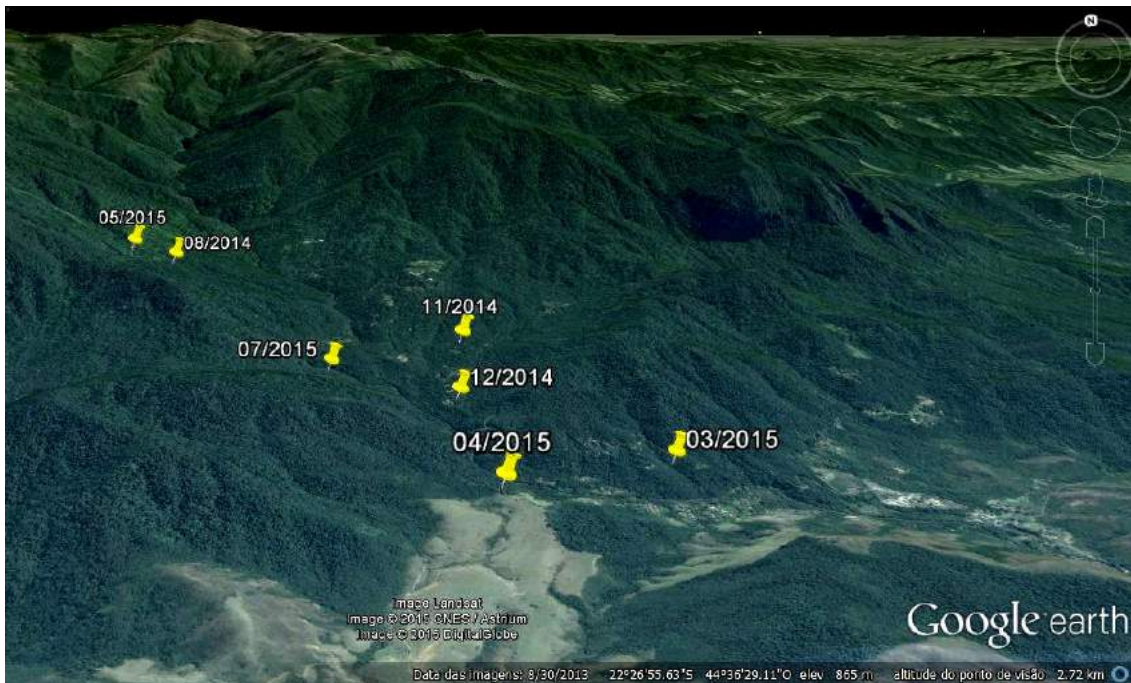 N
05/2015
08/2014
11/2014
07/2015
12/2014
04/2015
03/2015
Image Landsat
Image © 2015 CNES / Astrium
Image © 2015 DigitalGlobe
Google earth
Data das imagens: 8/30/2013 22°26'55.63"S 44°36'29.11"O elev 865 m altitude do ponto de visão 2.72 km